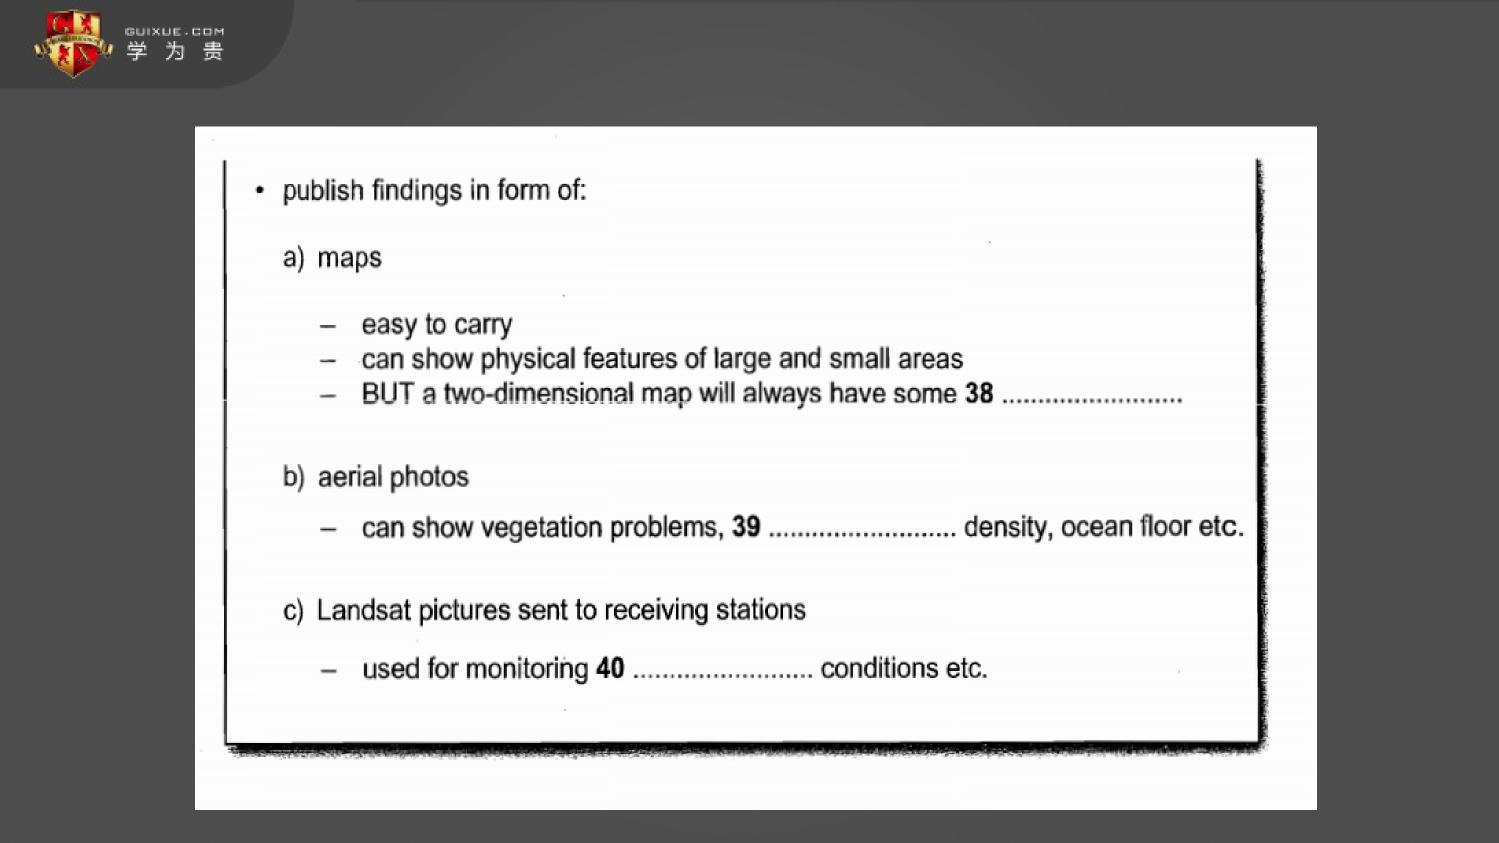 GUIXUE.COM
学为贵
• publish findings in form of:
a) maps
– easy to carry
– can show physical features of large and small areas
– BUT a two-dimensional map will always have some 38 .........................
b) aerial photos
– can show vegetation problems, 39 .......................... density, ocean floor etc.
c) Landsat pictures sent to receiving stations
– used for monitoring 40 ......................... conditions etc.